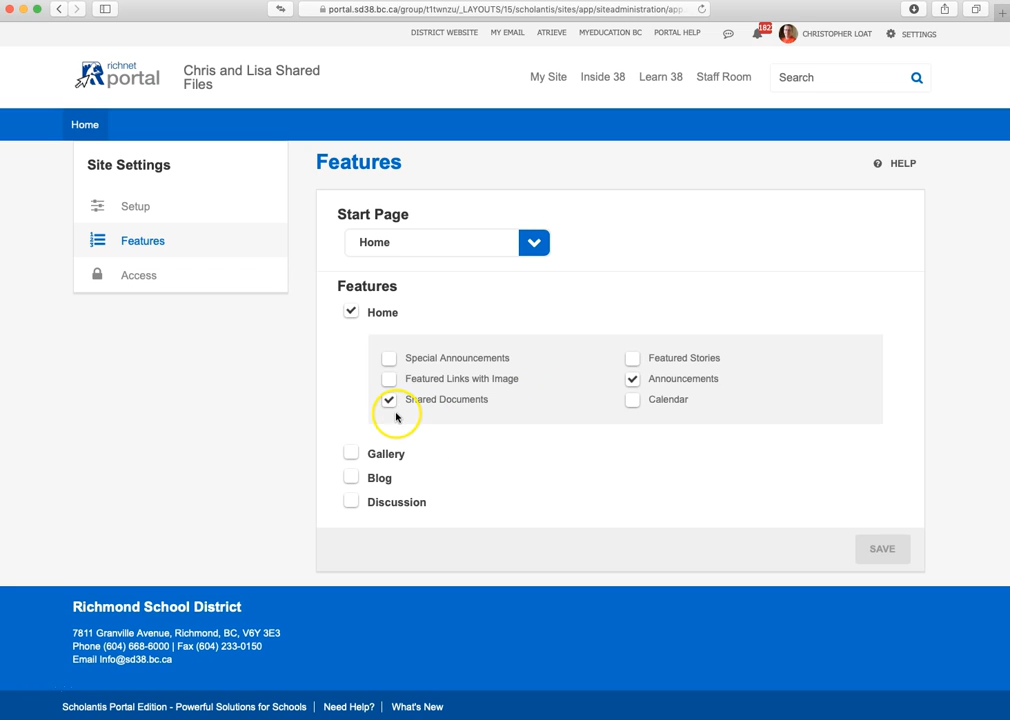 portal.sd38.bc.ca/group/t1twnzu/_LAYOUTS/15/scholantis/sites/app/siteadministration/app
DISTRICT WEBSITE MY EMAIL ATRIEVE MYEDUCATION BC PORTAL HELP 182 CHRISTOPHER LOAT SETTINGS
richnet
portal
Chris and Lisa Shared
Files
My Site Inside 38 Learn 38 Staff Room Search
Home
Site Settings
Setup
Features
Access
Features
HELP
Start Page
Home
Features
Home
Special Announcements Featured Stories
Featured Links with Image Announcements
Shared Documents Calendar
Gallery
Blog
Discussion
SAVE
Richmond School District
7811 Granville Avenue, Richmond, BC, V6Y 3E3
Phone (604) 668-6000 | Fax (604) 233-0150
Email Info@sd38.bc.ca
Scholantis Portal Edition - Powerful Solutions for Schools | Need Help? | What's New